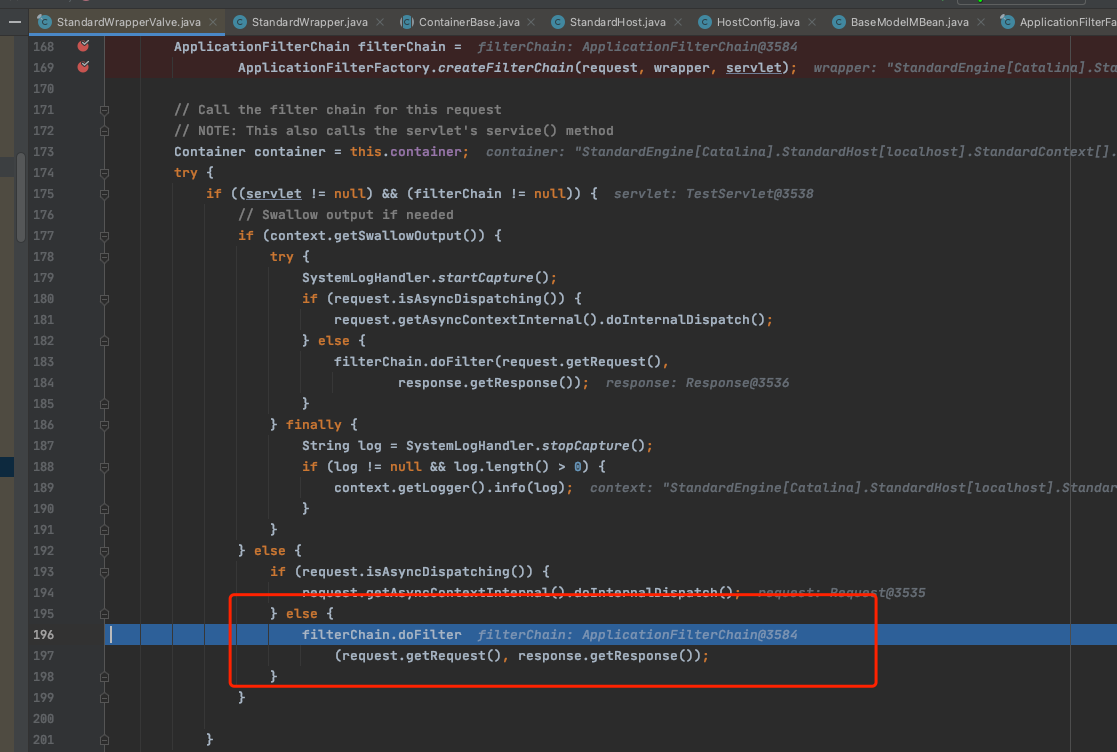 StandardWrapperValve.java × StandardWrapper.java × ContainerBase.java × StandardHost.java × HostConfig.java × BaseModelMBean.java × ApplicationFilterFa
168 ApplicationFilterChain filterChain = filterChain: ApplicationFilterChain@3584
169 ApplicationFilterFactory.createFilterChain(request, wrapper, servlet); wrapper: "StandardEngine[Catalina].Sta
170
171 // Call the filter chain for this request
172 // NOTE: This also calls the servlet's service() method
173 Container container = this.container; container: "StandardEngine[Catalina].StandardHost[localhost].StandardContext[].
174 try {
175 if ((servlet != null) && (filterChain != null)) { servlet: TestServlet@3538
176 // Swallow output if needed
177 if (context.getSwallowOutput()) {
178 try {
179 SystemLogHandler.startCapture();
180 if (request.isAsyncDispatching()) {
181 request.getAsyncContextInternal().doInternalDispatch();
182 } else {
183 filterChain.doFilter(request.getRequest(),
184 response.getResponse()); response: Response@3536
185 }
186 } finally {
187 String log = SystemLogHandler.stopCapture();
188 if (log != null && log.length() > 0) {
189 context.getLogger().info(log); context: "StandardEngine[Catalina].StandardHost[localhost].Standar
190 }
191 }
192 } else {
193 if (request.isAsyncDispatching()) {
194 request.getAsyncContextInternal().doInternalDispatch(); request: Request@3535
195 } else {
196 filterChain.doFilter filterChain: ApplicationFilterChain@3584
197 (request.getRequest(), response.getResponse());
198 }
199 }
200
201 }